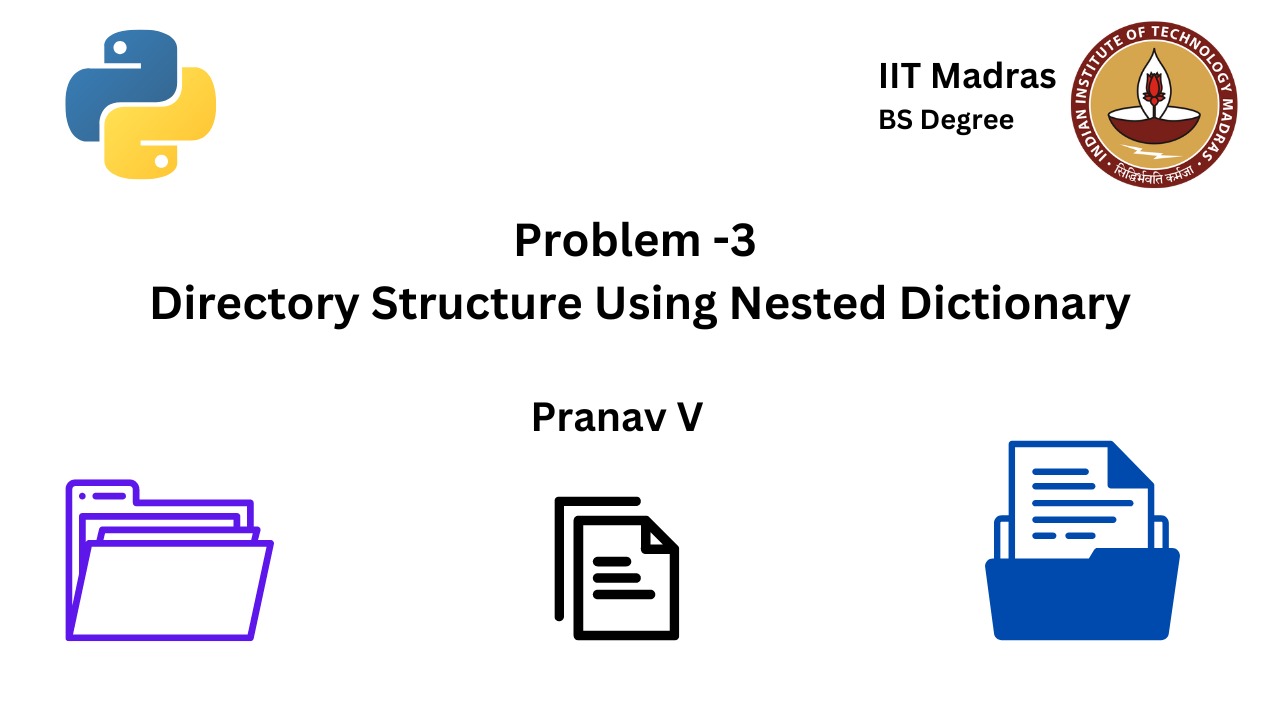 IIT Madras
BS Degree
INDIAN INSTITUTE OF TECHNOLOGY MADRAS
सिद्धिर्भवति कर्मजा
Problem -3
Directory Structure Using Nested Dictionary
Pranav V